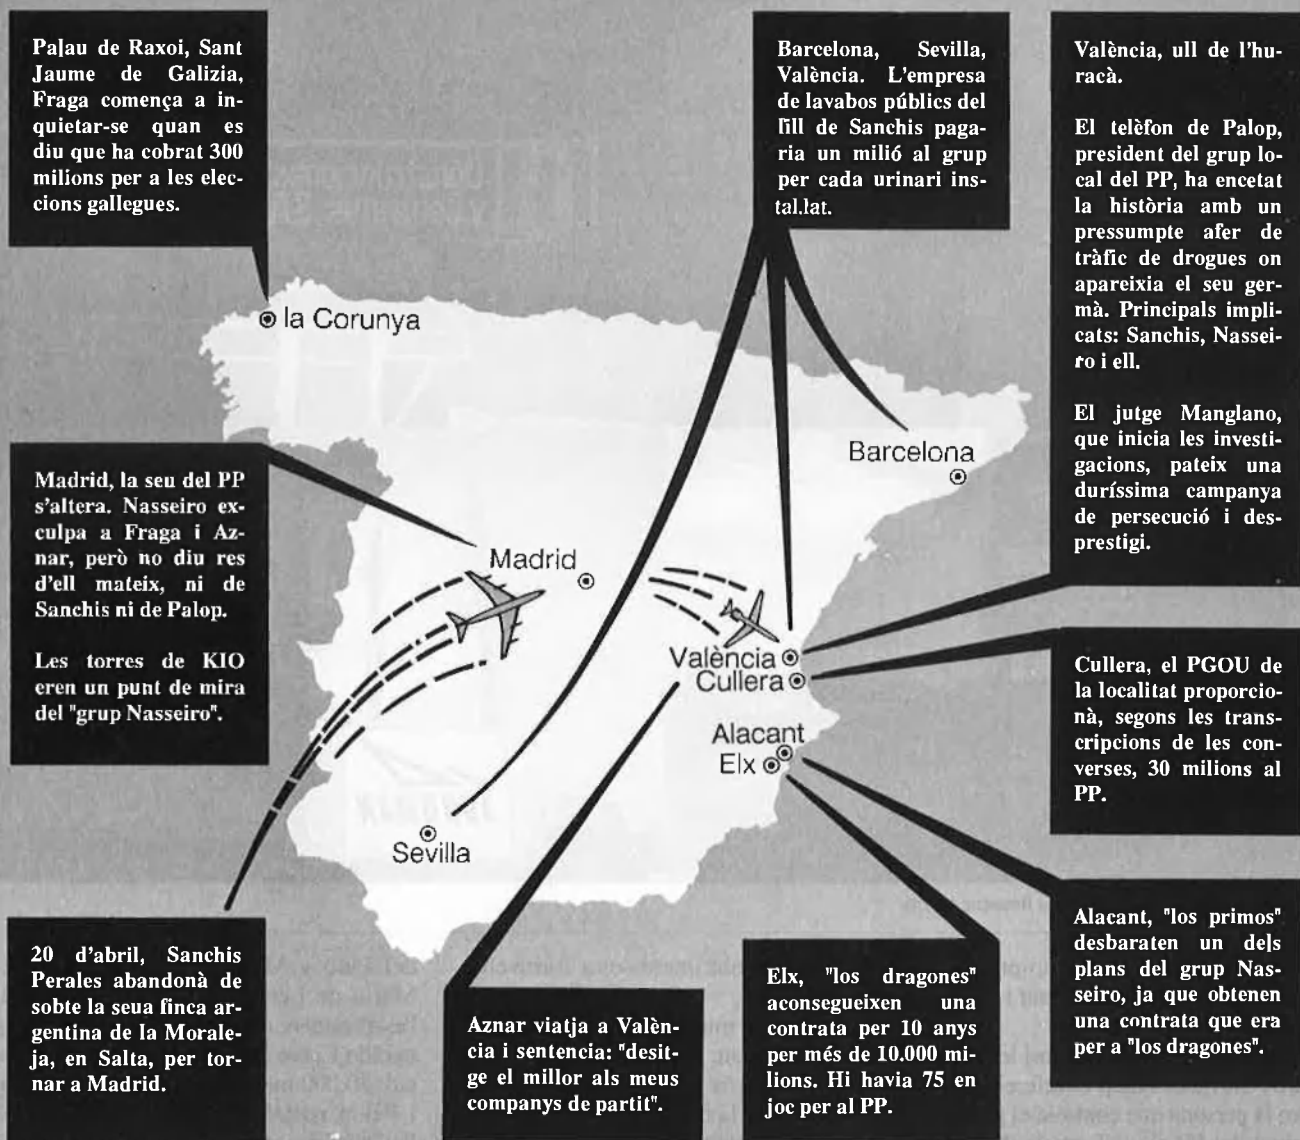 Palau de Raxoi, Sant
Jaume de Galizia,
Fraga comença a in-
quietar-se quan es
diu que ha cobrat 300
milions per a les elec-
cions gallegues.
Barcelona, Sevilla,
València. L'empresa
de lavabos públics del
fill de Sanchis paga-
ria un milió al grup
per cada urinari ins-
tal.lat.
València, ull de l'hu-
racà.
El telèfon de Palop,
president del grup lo-
cal del PP, ha encetat
la història amb un
pressumpte afer de
tràfic de drogues on
apareixia el seu ger-
mà. Principals impli-
cats: Sanchis, Nassei-
ro i ell.
El jutge Manglano,
que inicia les investi-
gacions, pateix una
duríssima campanya
de persecució i des-
prestigi.
la Corunya
Barcelona
Madrid
València
Cullera
Alacant
Elx
Sevilla
Madrid, la seu del PP
s'altera. Nasseiro ex-
culpa a Fraga i Az-
nar, però no diu res
d'ell mateix, ni de
Sanchis ni de Palop.
Les torres de KIO
eren un punt de mira
del "grup Nasseiro".
Cullera, el PGOU de
la localitat proporcio-
nà, segons les trans-
cripcions de les con-
verses, 30 milions al
PP.
20 d'abril, Sanchis
Perales abandonà de
sobte la seua finca ar-
gentina de la Morale-
ja, en Salta, per tor-
nar a Madrid.
Aznar viatja a Valèn-
cia i sentencia: "desit-
ge el millor als meus
companys de partit".
Elx, "los dragones"
aconsegueixen una
contrata per 10 anys
per més de 10.000 mi-
lions. Hi havia 75 en
joc per al PP.
Alacant, "los primos"
desbaraten un dels
plans del grup Nas-
seiro, ja que obtenen
una contrata que era
per a "los dragones".